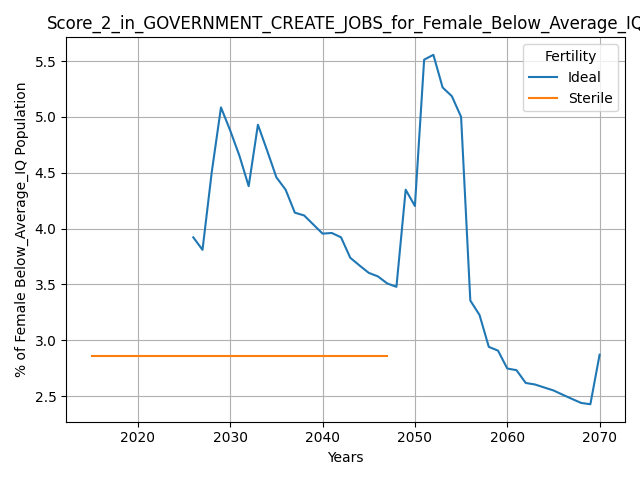 Score_2_in_GOVERNMENT_CREATE_JOBS_for_Female_Below_Average_IQ
Fertility
Ideal
Sterile
% of Female Below_Average_IQ Population
5.5
5.0
4.5
4.0
3.5
3.0
2.5
2020 2030 2040 2050 2060 2070
Years